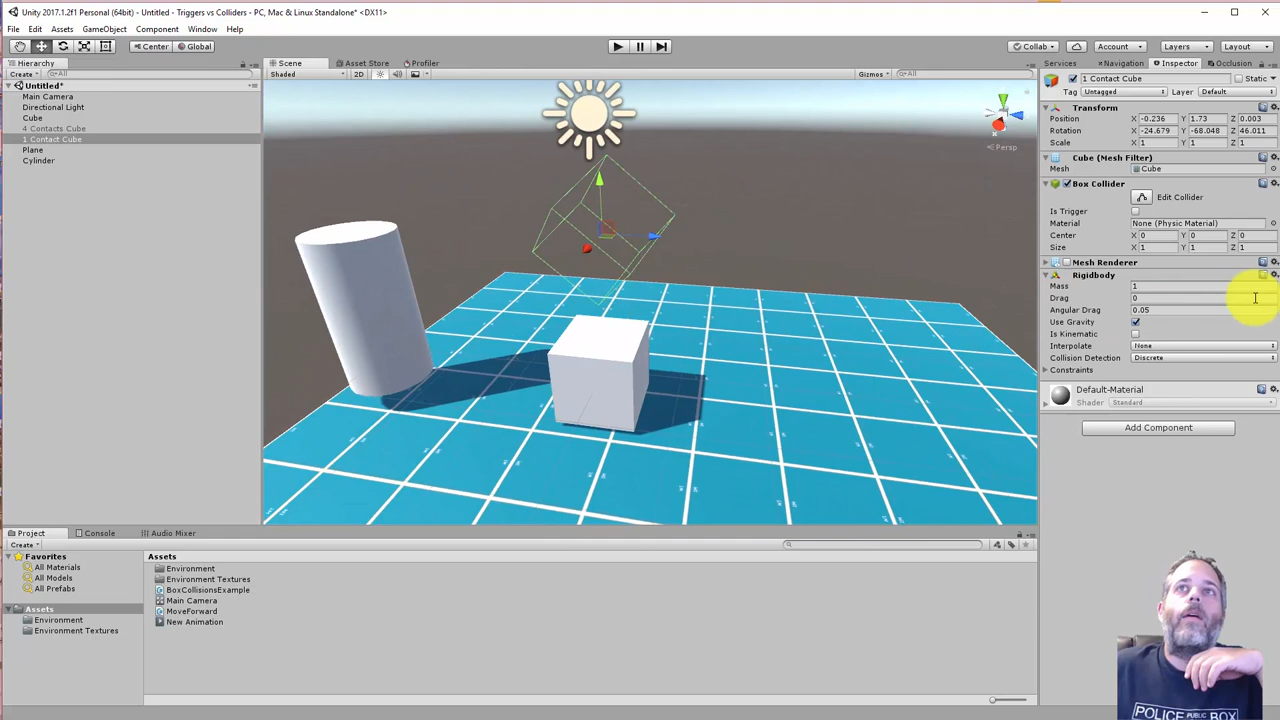 Unity 2017.1.2f1 Personal (64bit) - Untitled - Triggers vs Colliders - PC, Mac & Linux Standalone* <DX11>
File Edit Assets GameObject Component Window Help
Center Global Collab Account Layers Layout
Hierarchy
Create All
Untitled*
Main Camera
Directional Light
Cube
4 Contacts Cube
1 Contact Cube
Plane
Cylinder
Scene Asset Store Profiler
Shaded 2D Gizmos All
Persp
Services Navigation Inspector Occlusion
1 Contact Cube Static
Tag Untagged Layer Default
Transform
Position X -0.236 Y 1.73 Z 0.003
Rotation X -24.679 Y -68.048 Z 46.011
Scale X 1 Y 1 Z 1
Cube (Mesh Filter)
Mesh Cube
Box Collider
Edit Collider
Is Trigger
Material None (Physic Material)
Center X 0 Y 0 Z 0
Size X 1 Y 1 Z 1
Mesh Renderer
Rigidbody
Mass 1
Drag 0
Angular Drag 0.05
Use Gravity
Is Kinematic
Interpolate None
Collision Detection Discrete
Constraints
Default-Material
Shader Standard
Add Component
Project Console Audio Mixer
Create
Favorites
All Materials
All Models
All Prefabs
Assets
Environment
Environment Textures
Assets
Environment
Environment Textures
BoxCollisionsExample
Main Camera
MoveForward
New Animation
POLICE PUBLIC CALL BOX